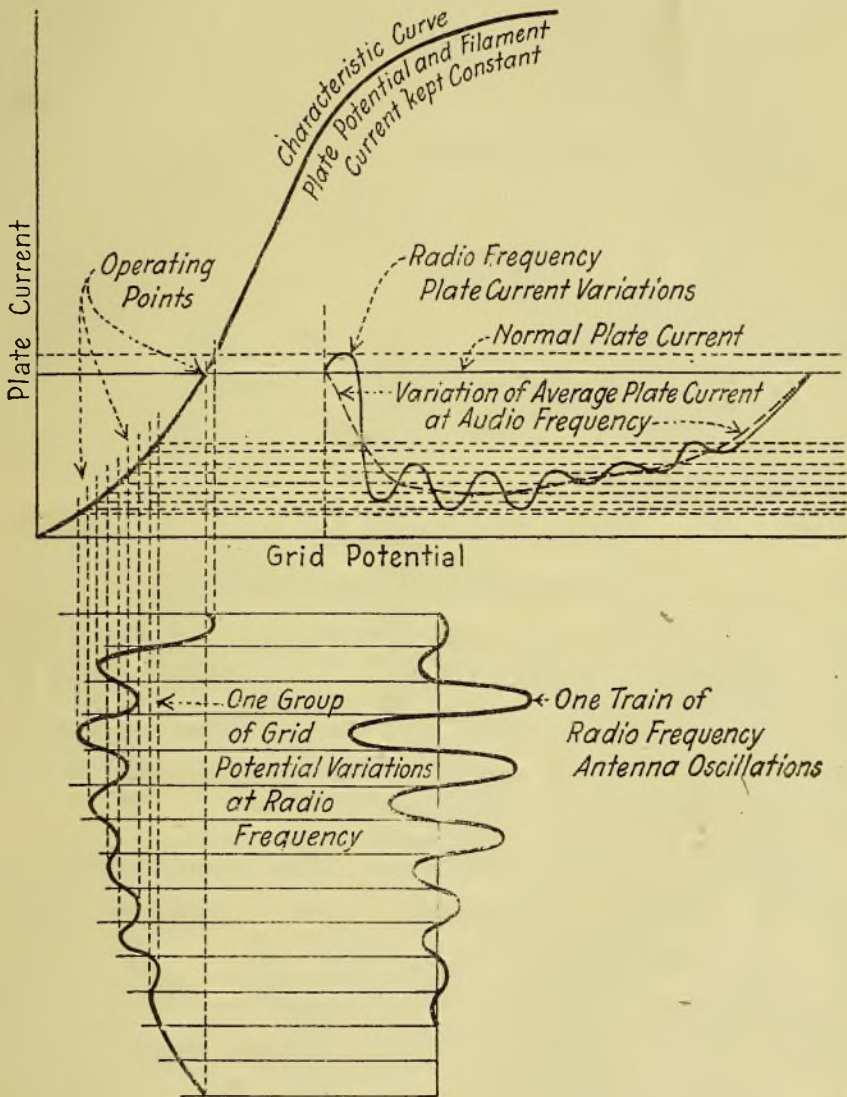 Characteristic Curve
Plate Potential and Filament
Current kept Constant
Plate Current
Operating
Points
Radio Frequency
Plate Current Variations
Normal Plate Current
Variation of Average Plate Current
at Audio Frequency
Grid Potential
One Group
of Grid
Potential Variations
at Radio
Frequency
One Train of
Radio Frequency
Antenna Oscillations